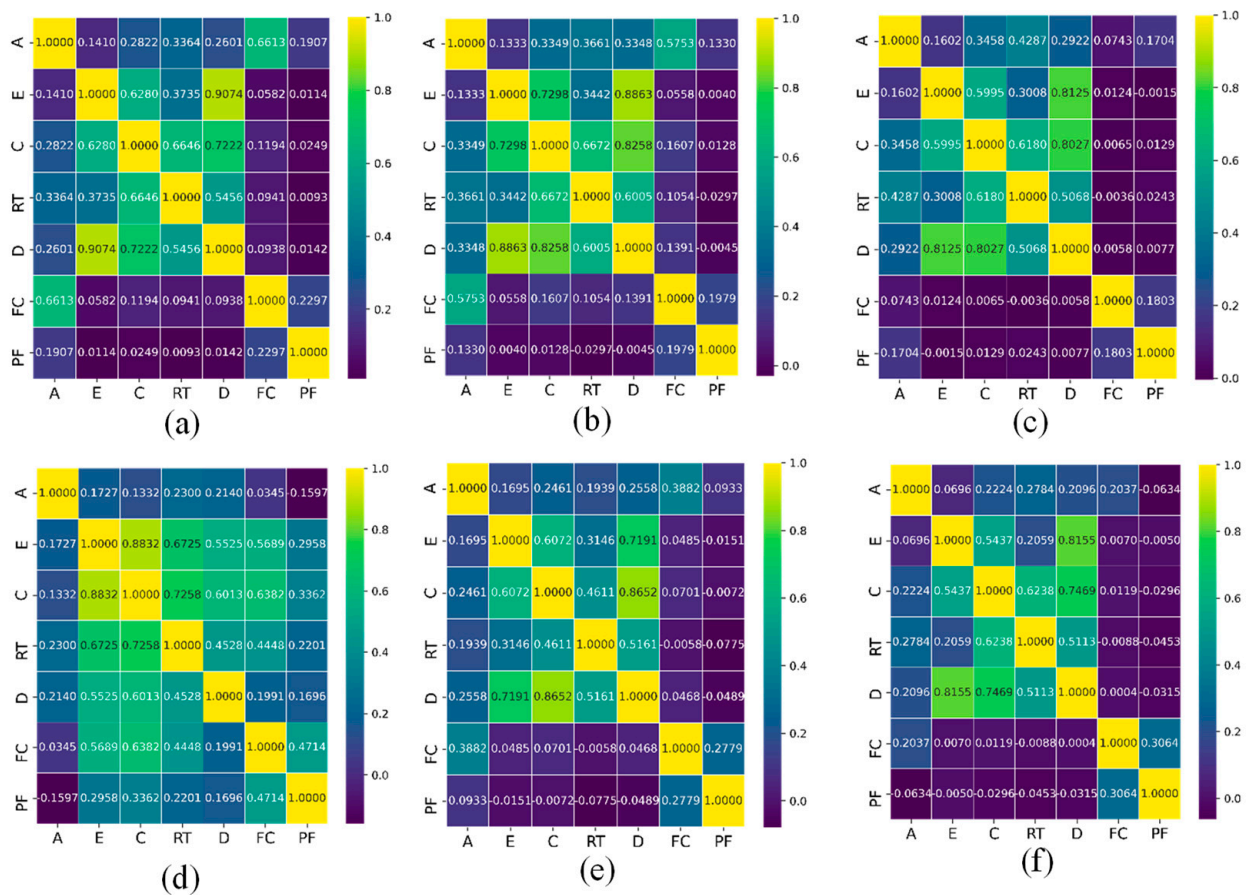 A 1.0000 0.1410 0.2822 0.3364 0.2601 0.6613 0.1907
E 0.1410 1.0000 0.6280 0.3735 0.9074 0.0582 0.0114
C 0.2822 0.6280 1.0000 0.6646 0.7222 0.1194 0.0249
RT 0.3364 0.3735 0.6646 1.0000 0.5456 0.0941 0.0093
D 0.2601 0.9074 0.7222 0.5456 1.0000 0.0938 0.0142
FC 0.6613 0.0582 0.1194 0.0941 0.0938 1.0000 0.2297
PF 0.1907 0.0114 0.0249 0.0093 0.0142 0.2297 1.0000
A E C RT D FC PF
1.0
0.8
0.6
0.4
0.2
(a)
A 1.0000 0.1333 0.3349 0.3661 0.3348 0.5753 0.1330
E 0.1333 1.0000 0.7298 0.3442 0.8863 0.0558 0.0040
C 0.3349 0.7298 1.0000 0.6672 0.8258 0.1607 0.0128
RT 0.3661 0.3442 0.6672 1.0000 0.6005 0.1054 -0.0297
D 0.3348 0.8863 0.8258 0.6005 1.0000 0.1391 -0.0045
FC 0.5753 0.0558 0.1607 0.1054 0.1391 1.0000 0.1979
PF 0.1330 0.0040 0.0128 -0.0297 -0.0045 0.1979 1.0000
A E C RT D FC PF
1.0
0.8
0.6
0.4
0.2
0.0
(b)
A 1.0000 0.1602 0.3458 0.4287 0.2922 0.0743 0.1704
E 0.1602 1.0000 0.5995 0.3008 0.8125 0.0124 -0.0015
C 0.3458 0.5995 1.0000 0.6180 0.8027 0.0065 0.0129
RT 0.4287 0.3008 0.6180 1.0000 0.5068 -0.0036 0.0243
D 0.2922 0.8125 0.8027 0.5068 1.0000 0.0058 0.0077
FC 0.0743 0.0124 0.0065 -0.0036 0.0058 1.0000 0.1803
PF 0.1704 -0.0015 0.0129 0.0243 0.0077 0.1803 1.0000
A E C RT D FC PF
1.0
0.8
0.6
0.4
0.2
0.0
(c)
A 1.0000 0.1727 0.1332 0.2300 0.2140 0.0345 -0.1597
E 0.1727 1.0000 0.8832 0.6725 0.5525 0.5689 0.2958
C 0.1332 0.8832 1.0000 0.7258 0.6013 0.6382 0.3362
RT 0.2300 0.6725 0.7258 1.0000 0.4528 0.4448 0.2201
D 0.2140 0.5525 0.6013 0.4528 1.0000 0.1991 0.1696
FC 0.0345 0.5689 0.6382 0.4448 0.1991 1.0000 0.4714
PF -0.1597 0.2958 0.3362 0.2201 0.1696 0.4714 1.0000
A E C RT D FC PF
1.0
0.8
0.6
0.4
0.2
0.0
(d)
A 1.0000 0.1695 0.2461 0.1939 0.2558 0.3882 0.0933
E 0.1695 1.0000 0.6072 0.3146 0.7191 0.0485 -0.0151
C 0.2461 0.6072 1.0000 0.4611 0.8652 0.0701 -0.0072
RT 0.1939 0.3146 0.4611 1.0000 0.5161 -0.0058 -0.0775
D 0.2558 0.7191 0.8652 0.5161 1.0000 0.0468 -0.0489
FC 0.3882 0.0485 0.0701 -0.0058 0.0468 1.0000 0.2779
PF 0.0933 -0.0151 -0.0072 -0.0775 -0.0489 0.2779 1.0000
A E C RT D FC PF
1.0
0.8
0.6
0.4
0.2
0.0
(e)
A 1.0000 0.0696 0.2224 0.2784 0.2096 0.2037 -0.0634
E 0.0696 1.0000 0.5437 0.2059 0.8155 0.0070 -0.0050
C 0.2224 0.5437 1.0000 0.6238 0.7469 0.0119 -0.0296
RT 0.2784 0.2059 0.6238 1.0000 0.5113 -0.0088 -0.0453
D 0.2096 0.8155 0.7469 0.5113 1.0000 0.0004 -0.0315
FC 0.2037 0.0070 0.0119 -0.0088 0.0004 1.0000 0.3064
PF -0.0634 -0.0050 -0.0296 -0.0453 -0.0315 0.3064 1.0000
A E C RT D FC PF
1.0
0.8
0.6
0.4
0.2
0.0
(f)